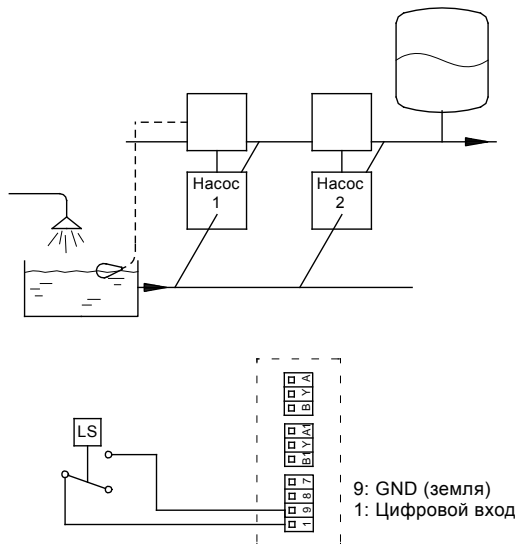 Насос
1
Насос
2
A
Y
B
A1
Y
B1
LS
7
8
9
1
9: GND (земля)
1: Цифровой вход